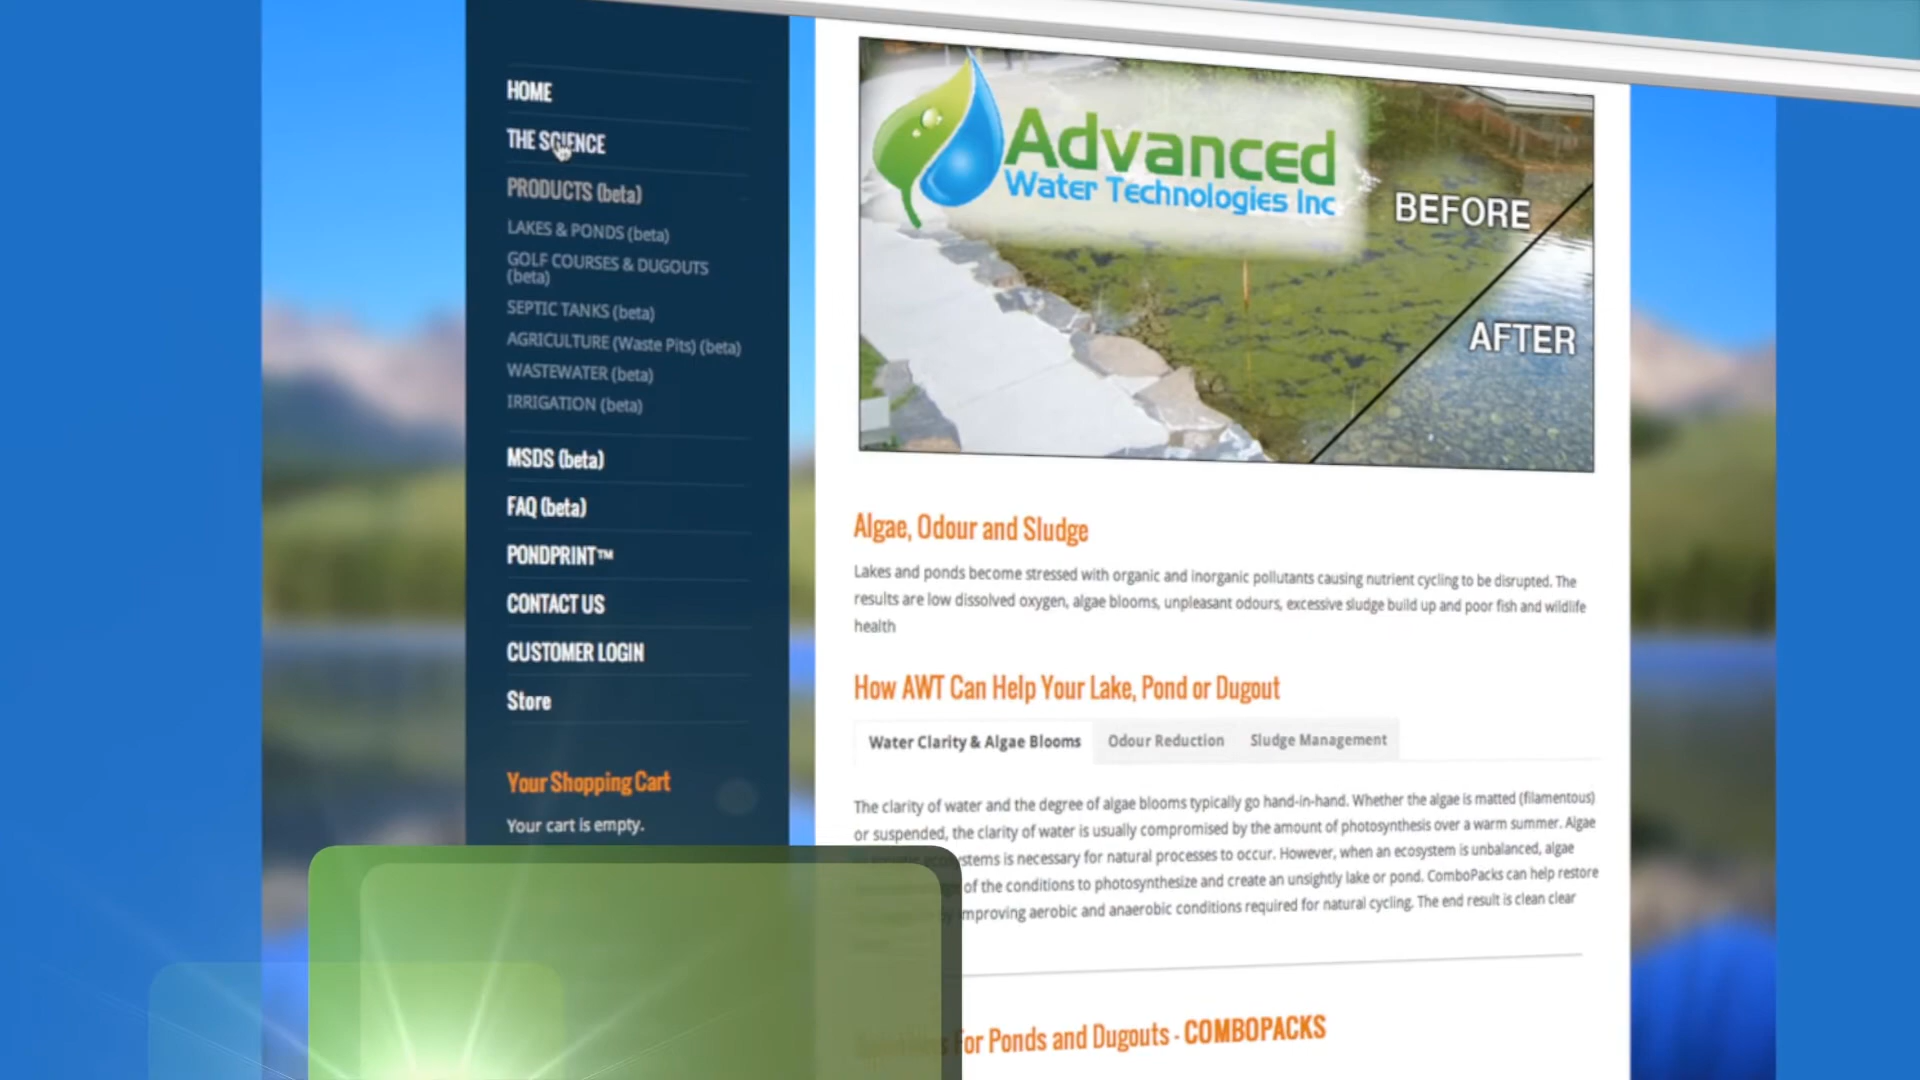 HOME
THE SCIENCE
PRODUCTS (beta)
LAKES & PONDS (beta)
GOLF COURSES & DUGOUTS
(beta)
SEPTIC TANKS (beta)
AGRICULTURE (Waste Pits) (beta)
WASTEWATER (beta)
IRRIGATION (beta)
MSDS (beta)
FAQ (beta)
PONDPRINT™
CONTACT US
CUSTOMER LOGIN
Store
Your Shopping Cart
Your cart is empty.
Advanced
Water Technologies Inc
BEFORE
AFTER
Algae, Odour and Sludge
Lakes and ponds become stressed with organic and inorganic pollutants causing nutrient cycling to be disrupted. The
results are low dissolved oxygen, algae blooms, unpleasant odours, excessive sludge build up and poor fish and wildlife
health
How AWT Can Help Your Lake, Pond or Dugout
Water Clarity & Algae Blooms
Odour Reduction
Sludge Management
The clarity of water and the degree of algae blooms typically go hand-in-hand. Whether the algae is matted (filamentous)
or suspended, the clarity of water is usually compromised by the amount of photosynthesis over a warm summer. Algae
is necessary for natural processes to occur. However, when an ecosystem is unbalanced, algae
of the conditions to photosynthesize and create an unsightly lake or pond. ComboPacks can help restore
improving aerobic and anaerobic conditions required for natural cycling. The end result is clean clear
For Ponds and Dugouts - COMBOPACKS